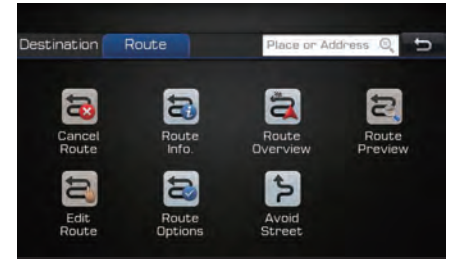 Destination
Route
Place or Address
Cancel
Route
Route
Info.
Route
Overview
Route
Preview
Edit
Route
Route
Options
Avoid
Street